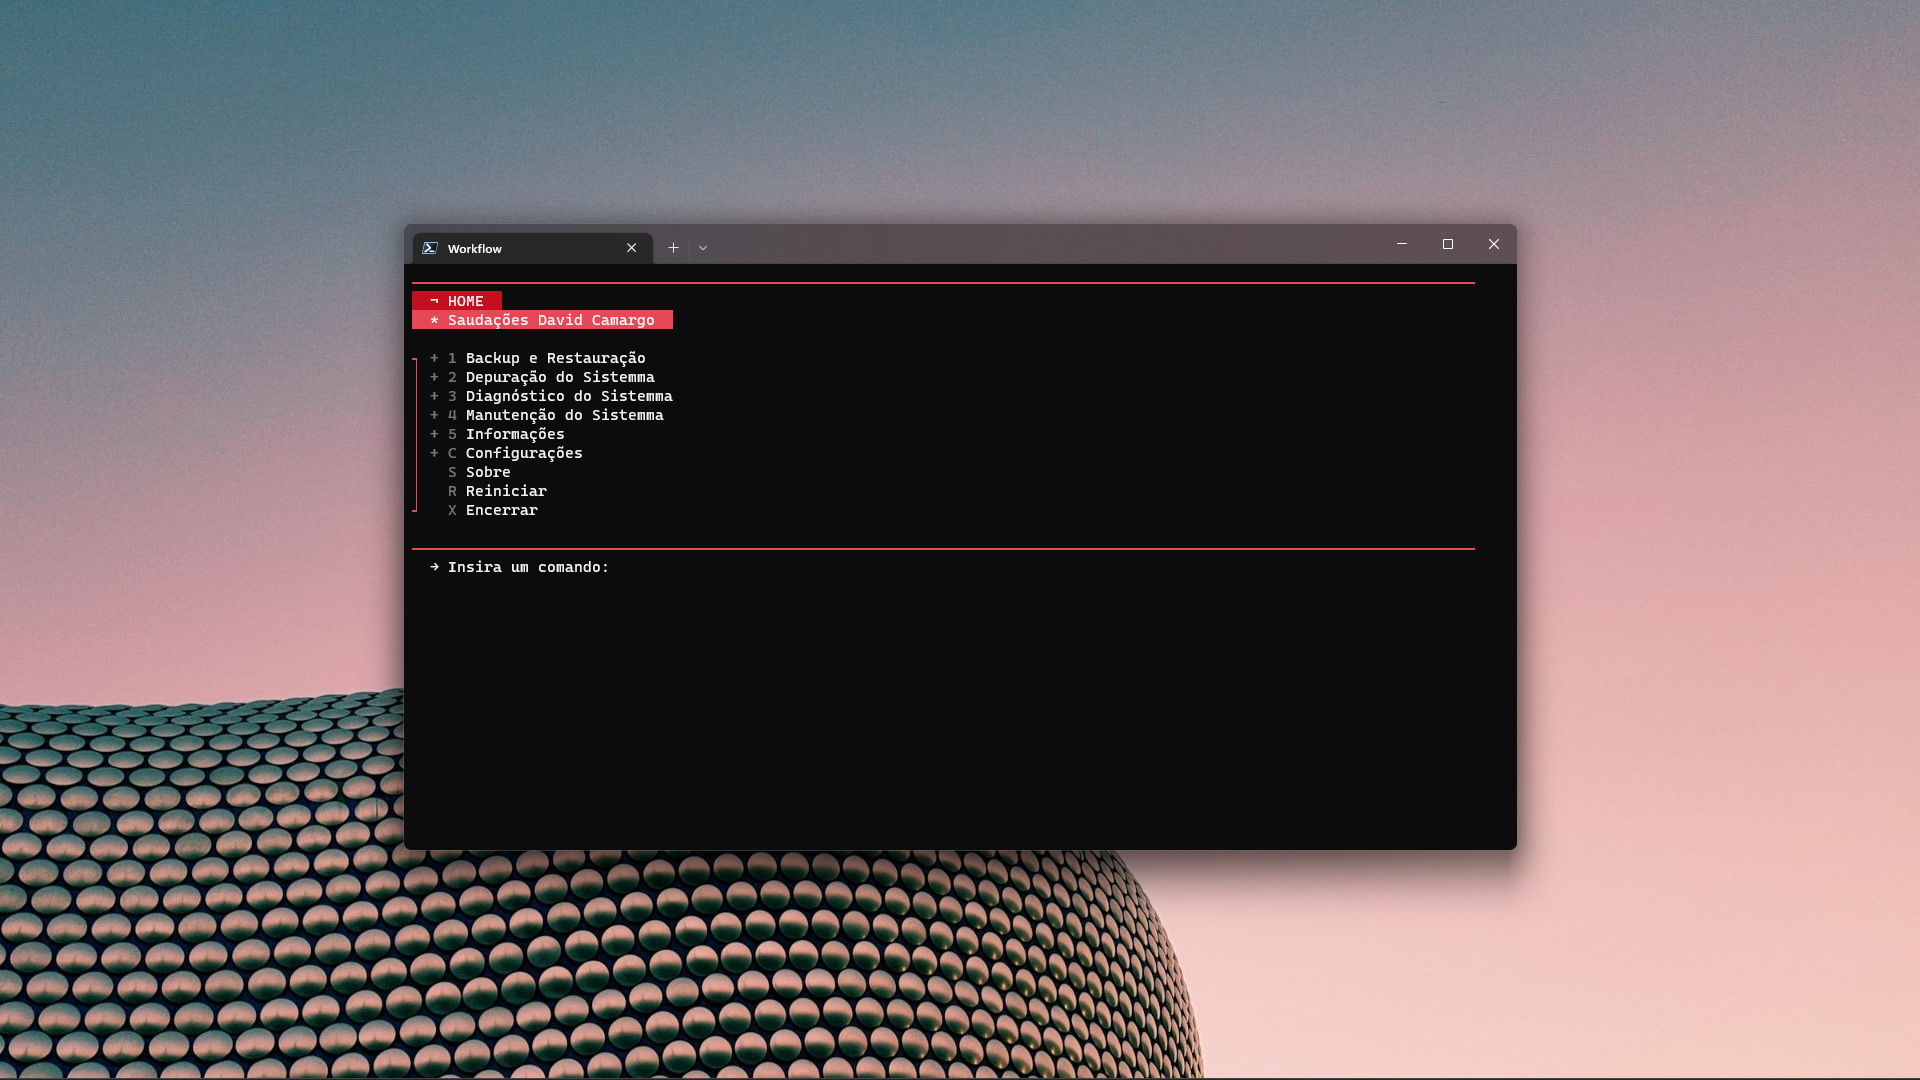 Workflow
¬ HOME
* Saudações David Camargo
+ 1 Backup e Restauração
+ 2 Depuração do Sistemma
+ 3 Diagnóstico do Sistemma
+ 4 Manutenção do Sistemma
+ 5 Informações
+ C Configurações
S Sobre
R Reiniciar
X Encerrar
→ Insira um comando: